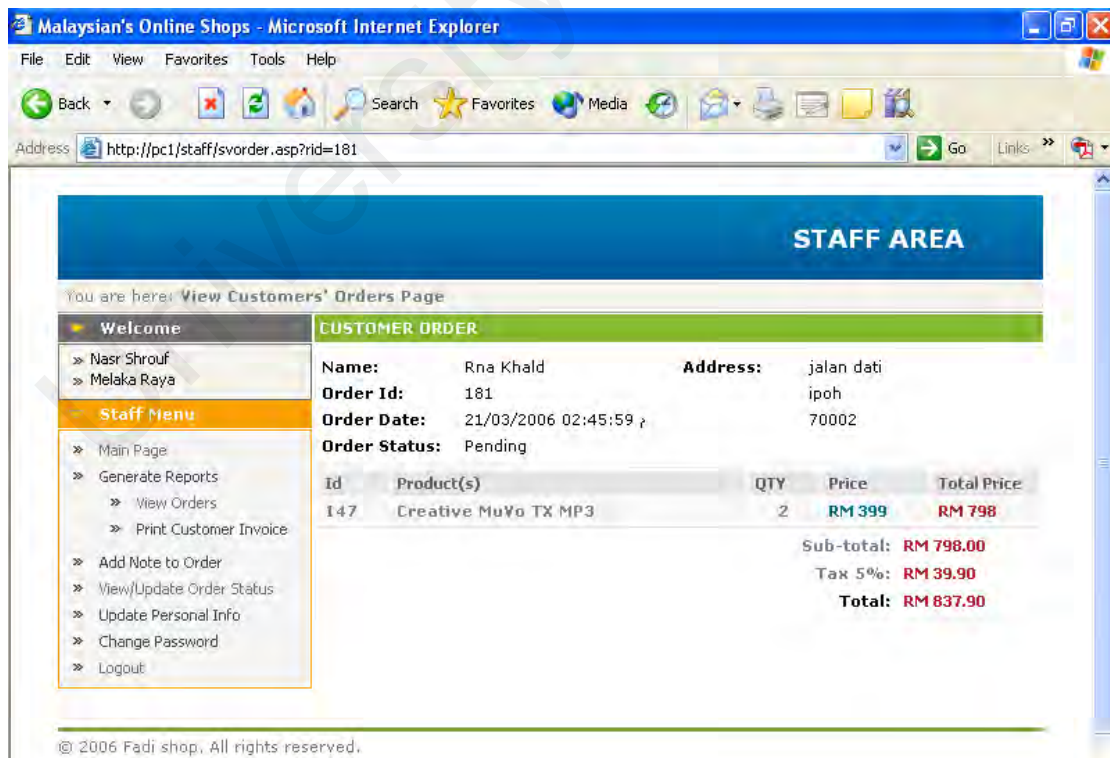 Malaysian's Online Shops - Microsoft Internet Explorer
File Edit View Favorites Tools Help
Back Search Favorites Media
Address http://pc1/staff/svorder.asp?rid=181 Go Links »
STAFF AREA
You are here: View Customers' Orders Page
Welcome
» Nasr Shrouf
» Melaka Raya
Staff Menu
» Main Page
» Generate Reports
» View Orders
» Print Customer Invoice
» Add Note to Order
» View/Update Order Status
» Update Personal Info
» Change Password
» Logout
CUSTOMER ORDER
Name: Rna Khald Address: jalan dati
Order Id: 181 ipoh
Order Date: 21/03/2006 02:45:59 م 70002
Order Status: Pending
Id Product(s) QTY Price Total Price
147 Creative MuVo TX MP3 2 RM 399 RM 798
Sub-total: RM 798.00
Tax 5%: RM 39.90
Total: RM 837.90
© 2006 Fadi shop, All rights reserved.